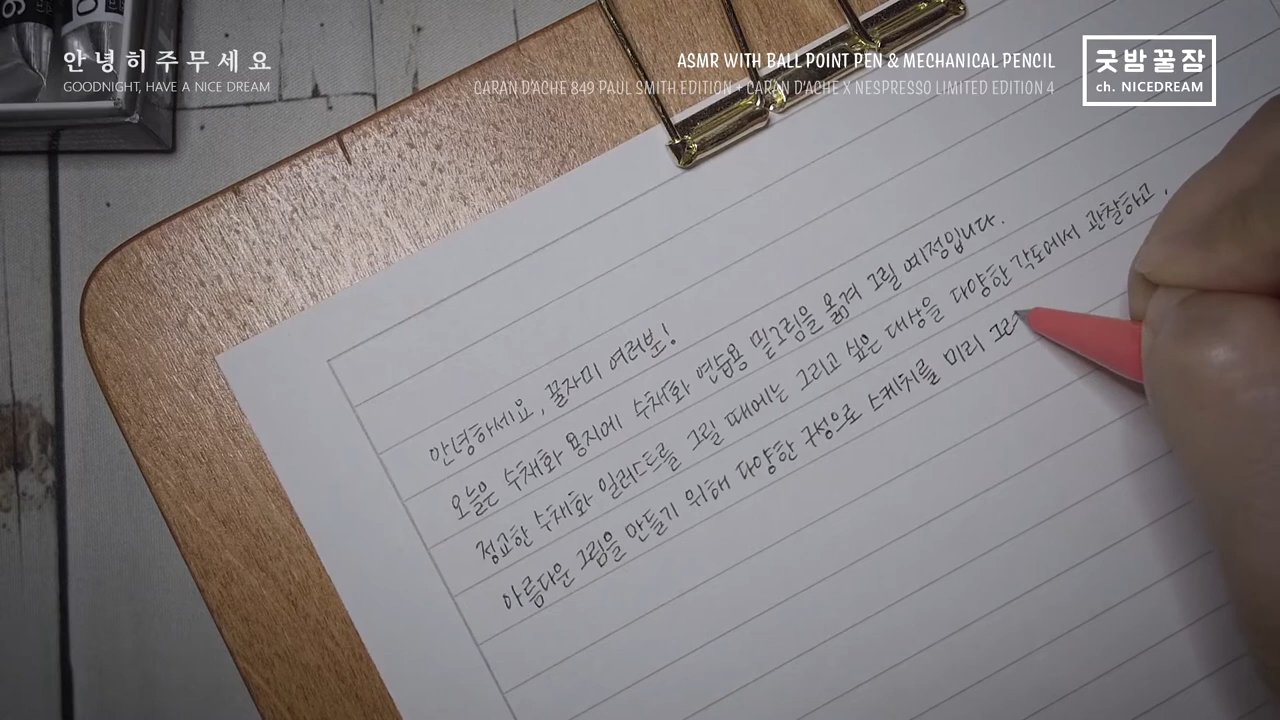 안녕히주무세요
GOODNIGHT, HAVE A NICE DREAM
ASMR WITH BALL POINT PEN & MECHANICAL PENCIL
CARAN D'ACHE 849 PAUL SMITH EDITION + CARAN D'ACHE X NESPRESSO LIMITED EDITION 4
굿밤꿀잠
ch. NICEDREAM
안녕하세요, 꿀자미 여러분!
오늘은 수채화 용지에 수채화 연습용 밑그림을 옮겨 그릴 예정입니다.
정교한 수채화 일러스트를 그릴 때에는 그리고 싶은 대상을 다양한 각도에서 관찰하고,
아름다운 그림을 만들기 위해 다양한 구성으로 스케치를 미리